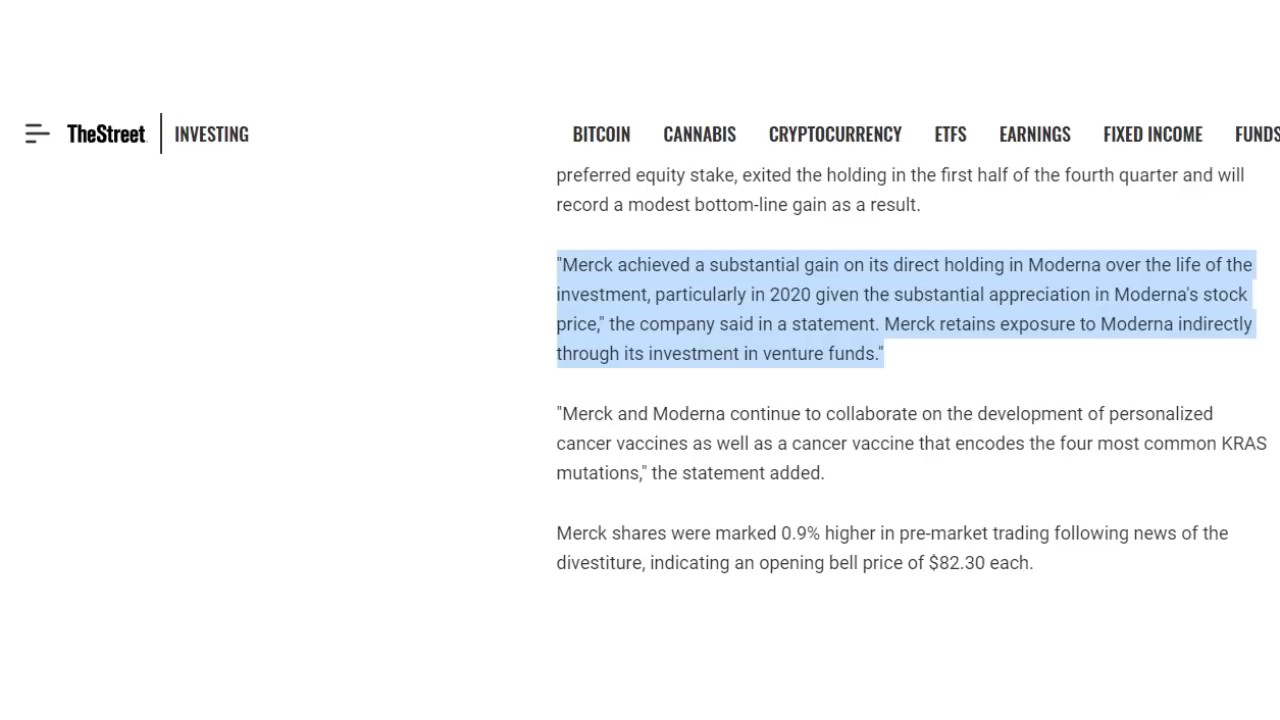 TheStreet INVESTING BITCOIN CANNABIS CRYPTOCURRENCY ETFS EARNINGS FIXED INCOME FUNDS
preferred equity stake, exited the holding in the first half of the fourth quarter and will
record a modest bottom-line gain as a result.
"Merck achieved a substantial gain on its direct holding in Moderna over the life of the
investment, particularly in 2020 given the substantial appreciation in Moderna's stock
price," the company said in a statement. Merck retains exposure to Moderna indirectly
through its investment in venture funds."
"Merck and Moderna continue to collaborate on the development of personalized
cancer vaccines as well as a cancer vaccine that encodes the four most common KRAS
mutations," the statement added.
Merck shares were marked 0.9% higher in pre-market trading following news of the
divestiture, indicating an opening bell price of $82.30 each.